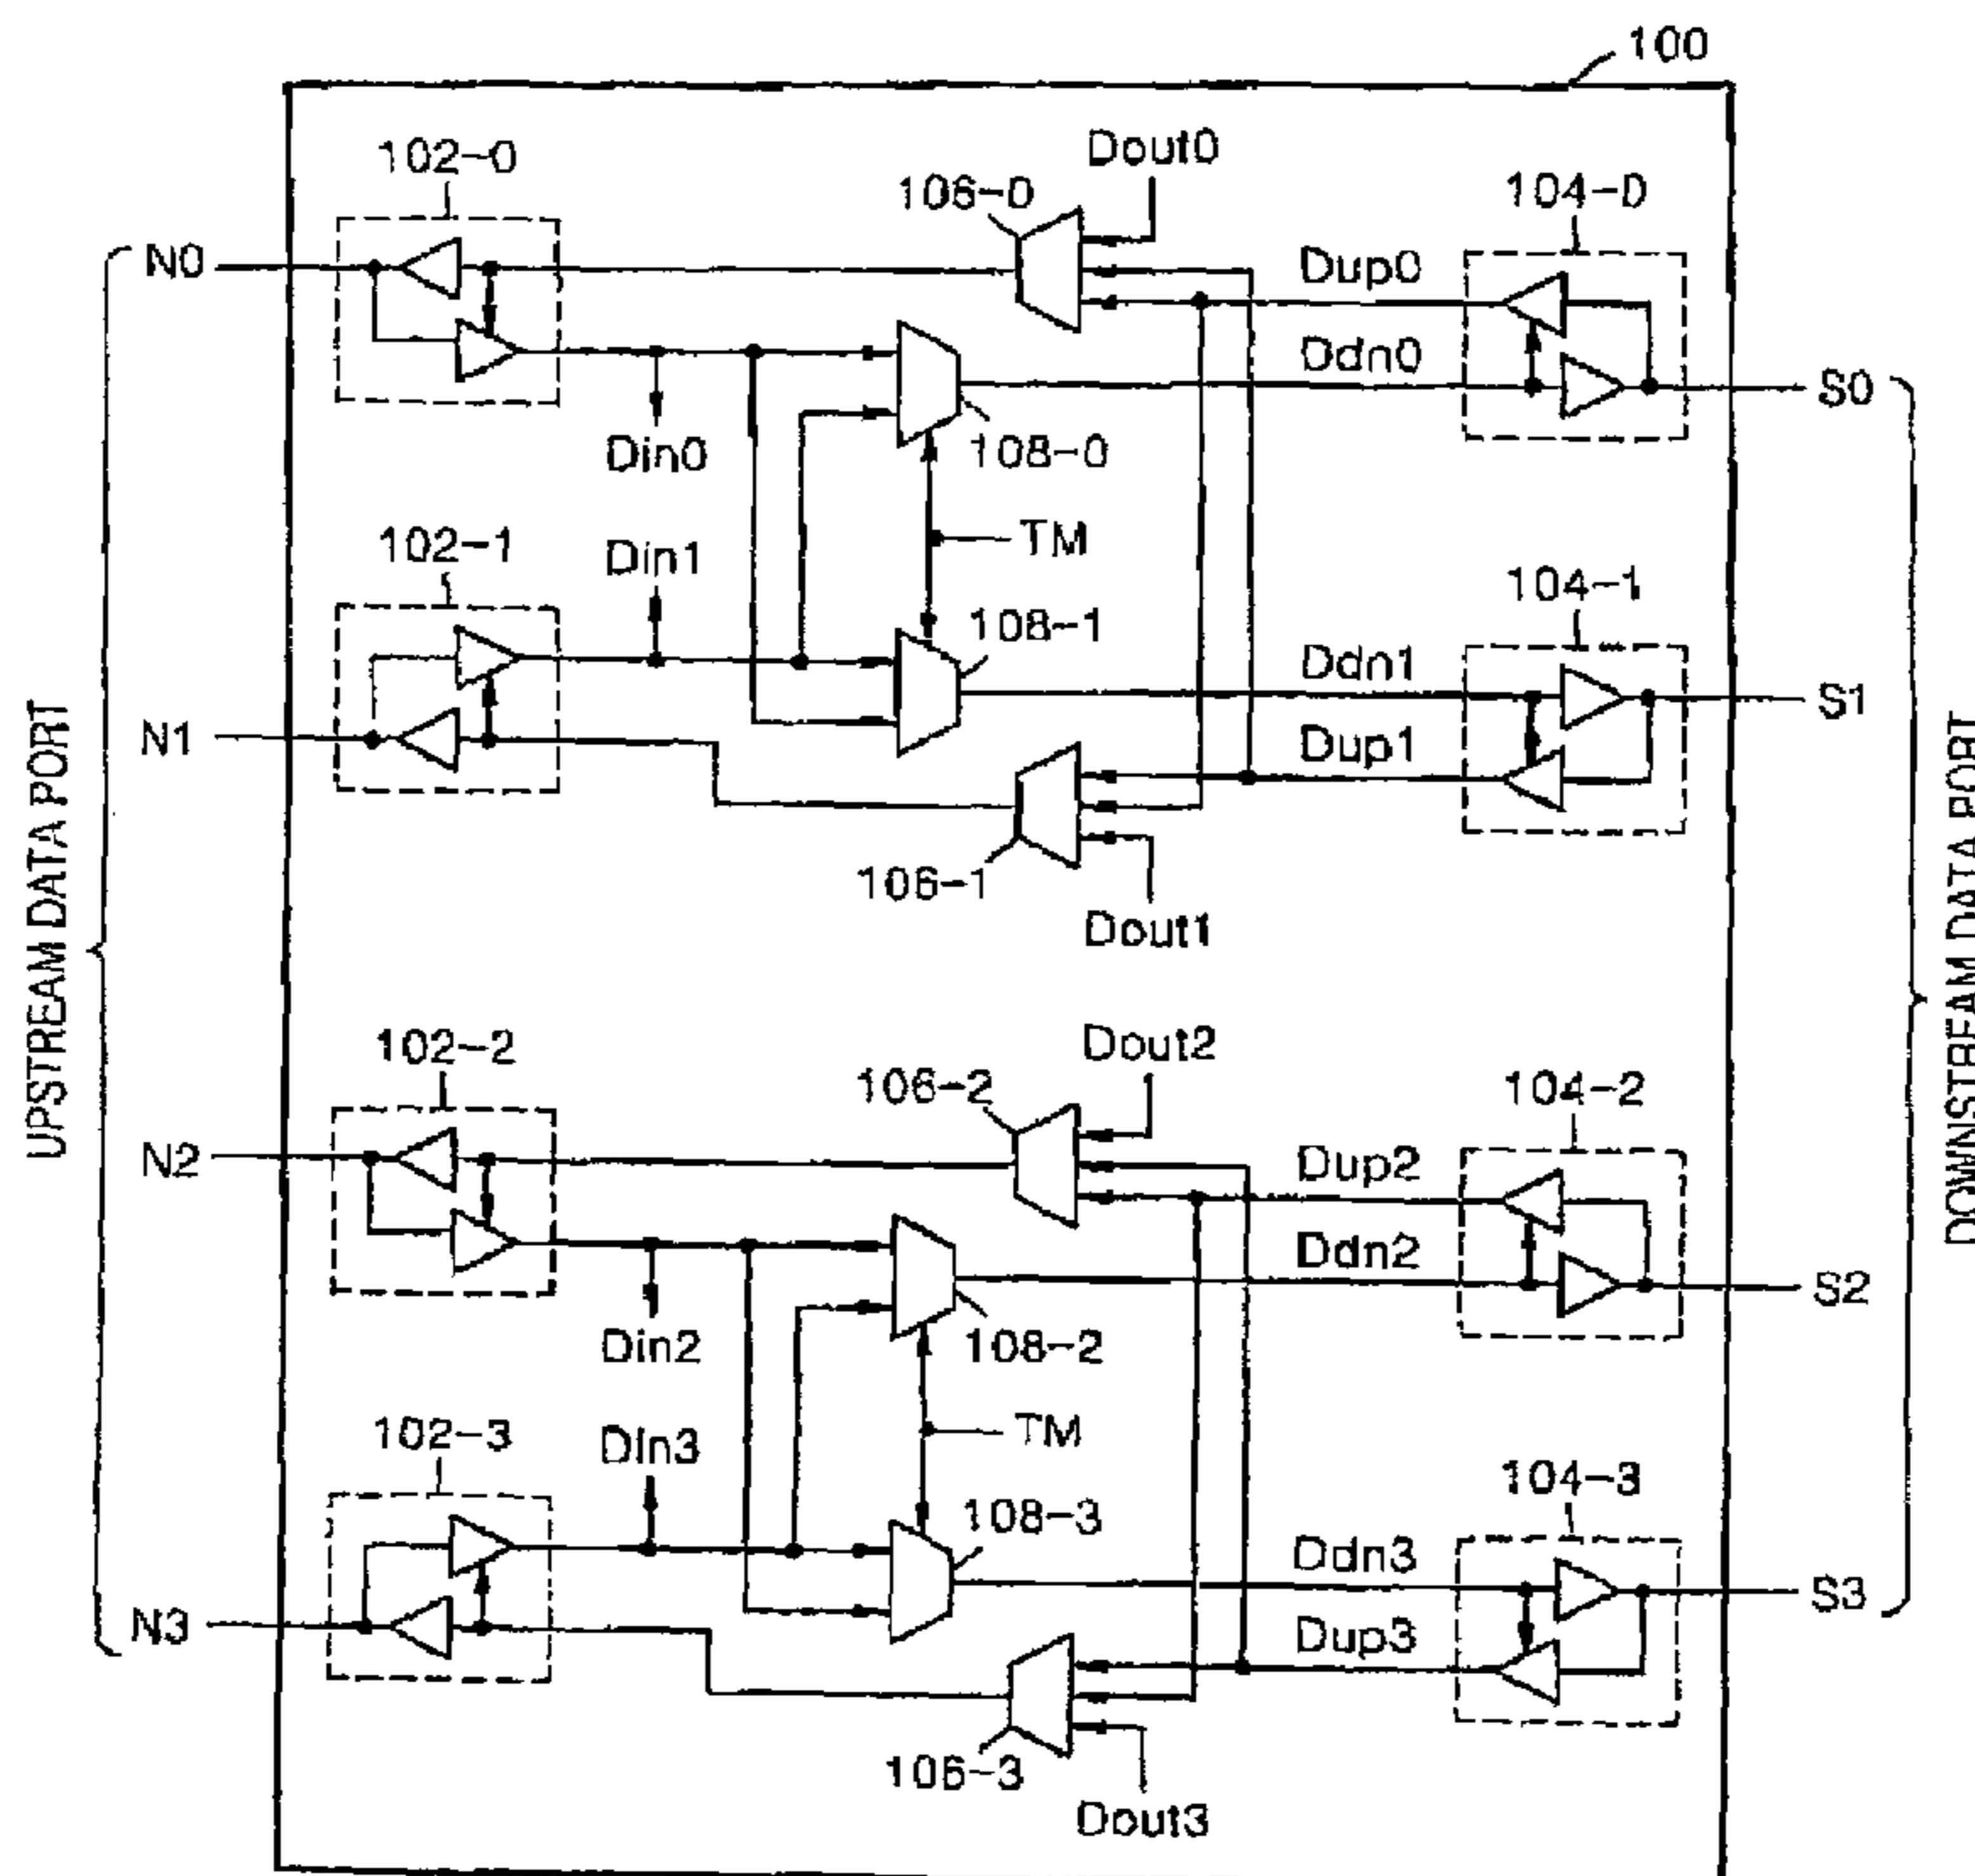 100
102-0
Dout0
106-0
104-0
N0
Dup0
Ddn0
S0
Din0
108-0
102-1
Din1
TM
104-1
108-1
Ddn1
S1
N1
Dup1
106-1
Dout1
UPSTREAM DATA PORT
DOWNSTREAM DATA PORT
102-2
Dout2
106-2
104-2
N2
Dup2
Ddn2
S2
Din2
108-2
102-3
Din3
TM
104-3
108-3
Ddn3
S3
N3
Dup3
106-3
Dout3